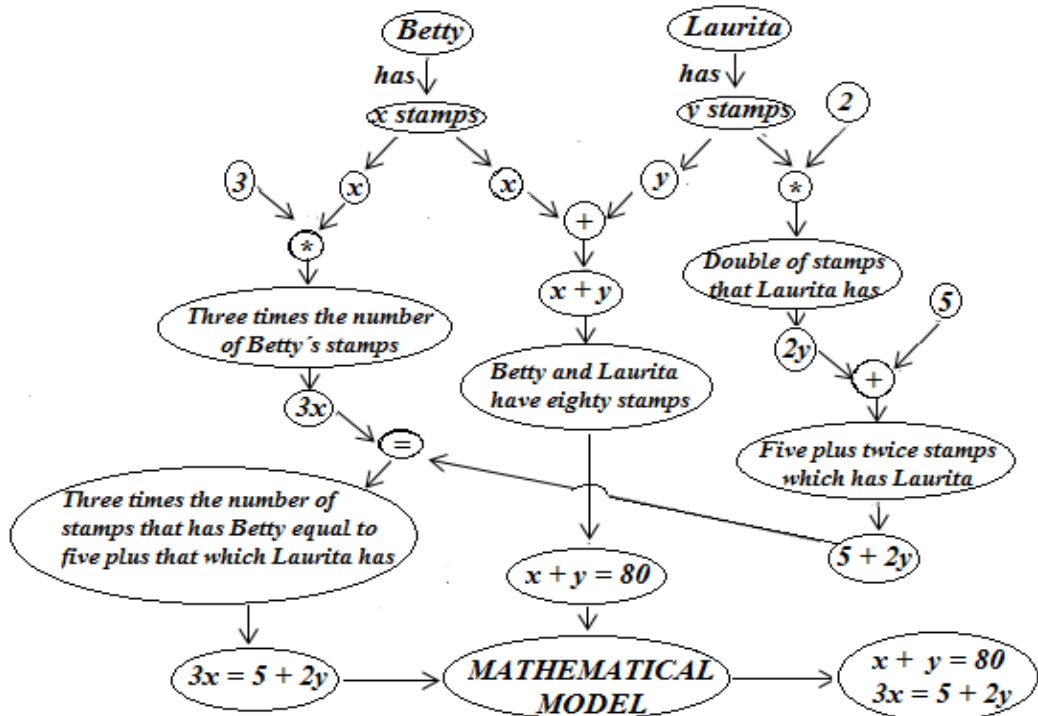 Betty
Laurita
has
has
x stamps
y stamps
2
3
x
x
y
*
+
*
Double of stamps
that Laurita has
x + y
Three times the number
of Betty´s stamps
5
2y
Betty and Laurita
have eighty stamps
+
3x
=
Five plus twice stamps
which has Laurita
Three times the number of
stamps that has Betty equal to
five plus that which Laurita has
5 + 2y
x + y = 80
3x = 5 + 2y
MATHEMATICAL
MODEL
x + y = 80
3x = 5 + 2y